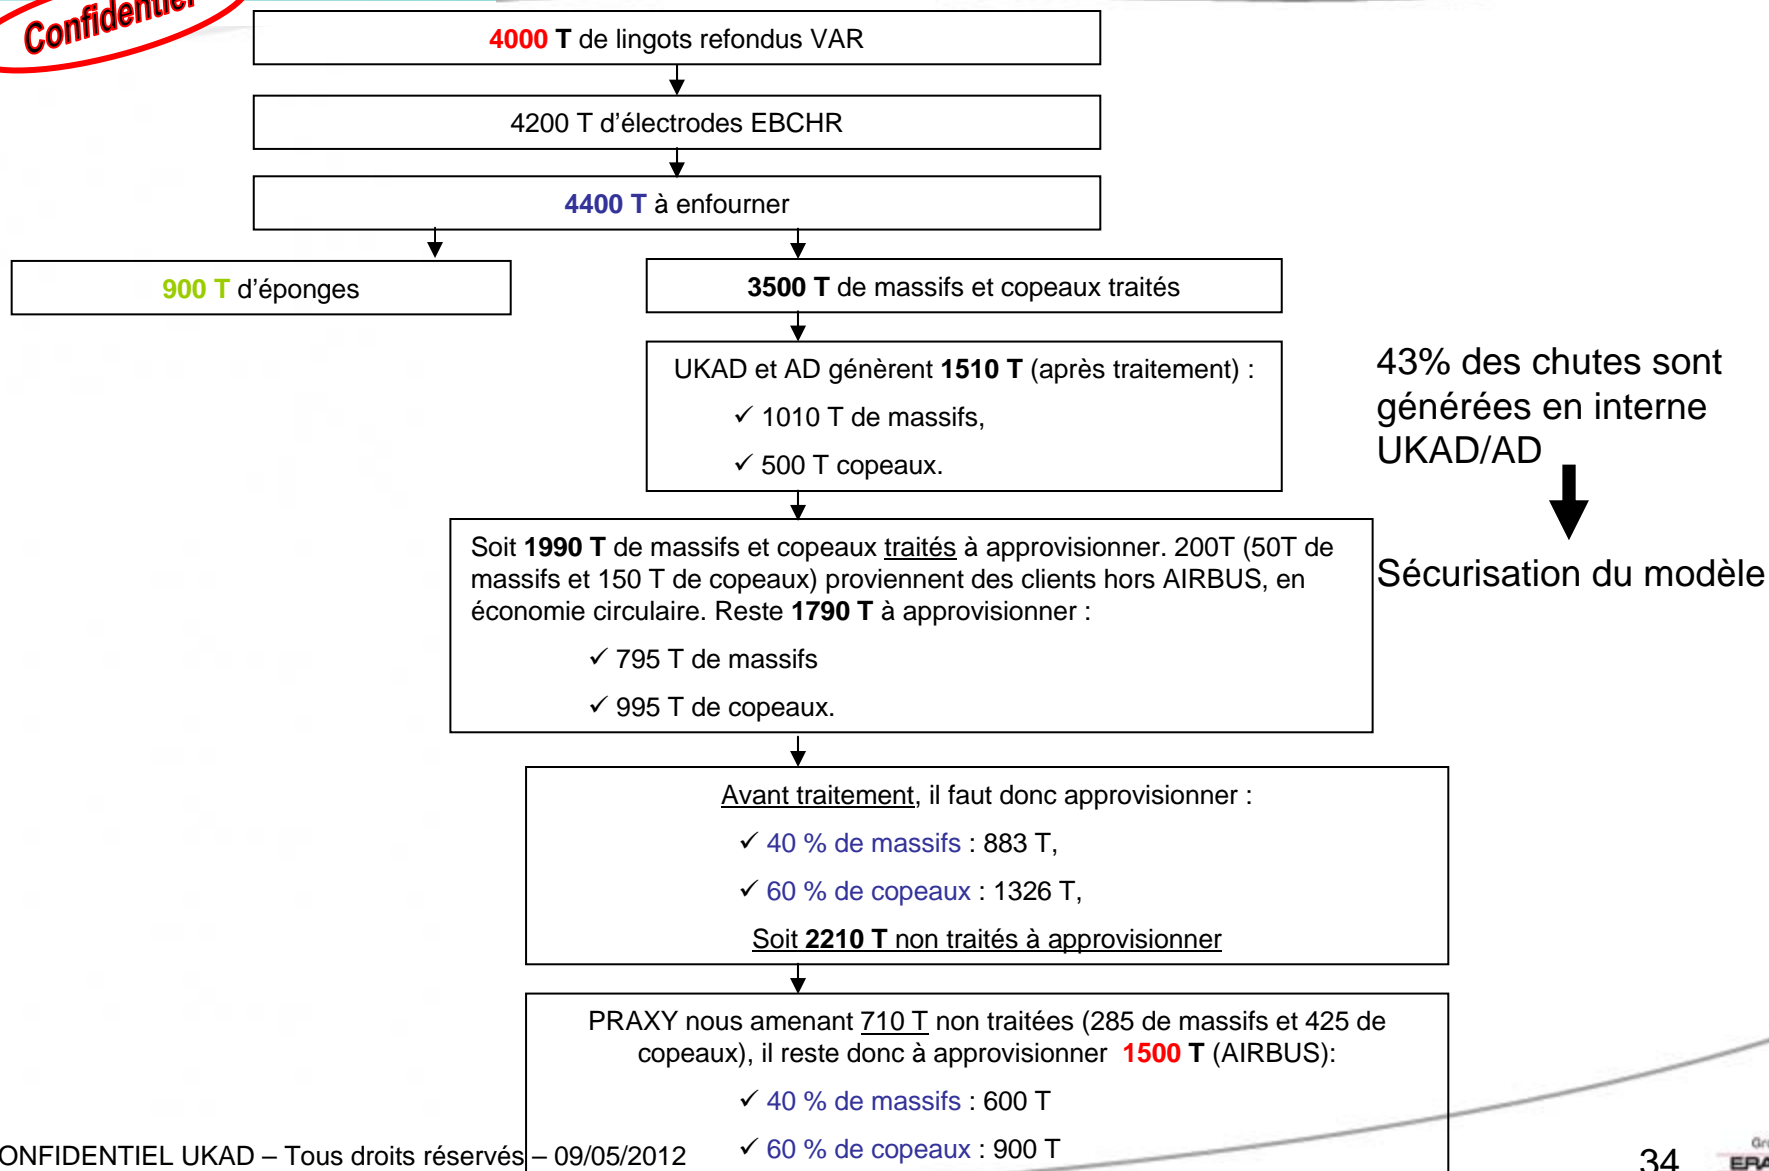 Confidentiel
4000 T de lingots refondus VAR
4200 T d’électrodes EBCHR
4400 T à enfourner
900 T d’éponges
3500 T de massifs et copeaux traités
UKAD et AD génèrent 1510 T (après traitement) :
✓ 1010 T de massifs,
✓ 500 T copeaux.
43% des chutes sont
générées en interne
UKAD/AD
Sécurisation du modèle
Soit 1990 T de massifs et copeaux traités à approvisionner. 200T (50T de
massifs et 150 T de copeaux) proviennent des clients hors AIRBUS, en
économie circulaire. Reste 1790 T à approvisionner :
✓ 795 T de massifs
✓ 995 T de copeaux.
Avant traitement, il faut donc approvisionner :
✓ 40 % de massifs : 883 T,
✓ 60 % de copeaux : 1326 T,
Soit 2210 T non traités à approvisionner
PRAXY nous amenant 710 T non traitées (285 de massifs et 425 de
copeaux), il reste donc à approvisionner 1500 T (AIRBUS):
✓ 40 % de massifs : 600 T
✓ 60 % de copeaux : 900 T
ONFIDENTIEL UKAD – Tous droits réservés – 09/05/2012
34